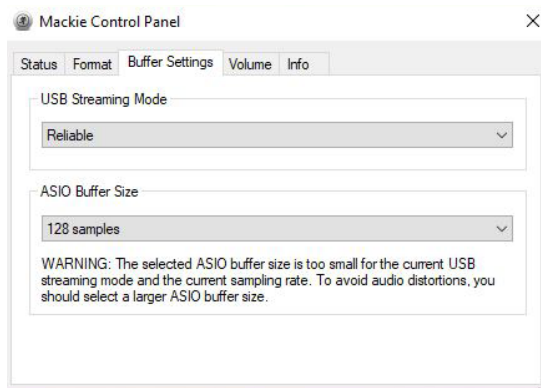 Mackie Control Panel
Status Format Buffer Settings Volume Info
USB Streaming Mode
Reliable
ASIO Buffer Size
128 samples
WARNING: The selected ASIO buffer size is too small for the current USB
streaming mode and the current sampling rate. To avoid audio distortions, you
should select a larger ASIO buffer size.